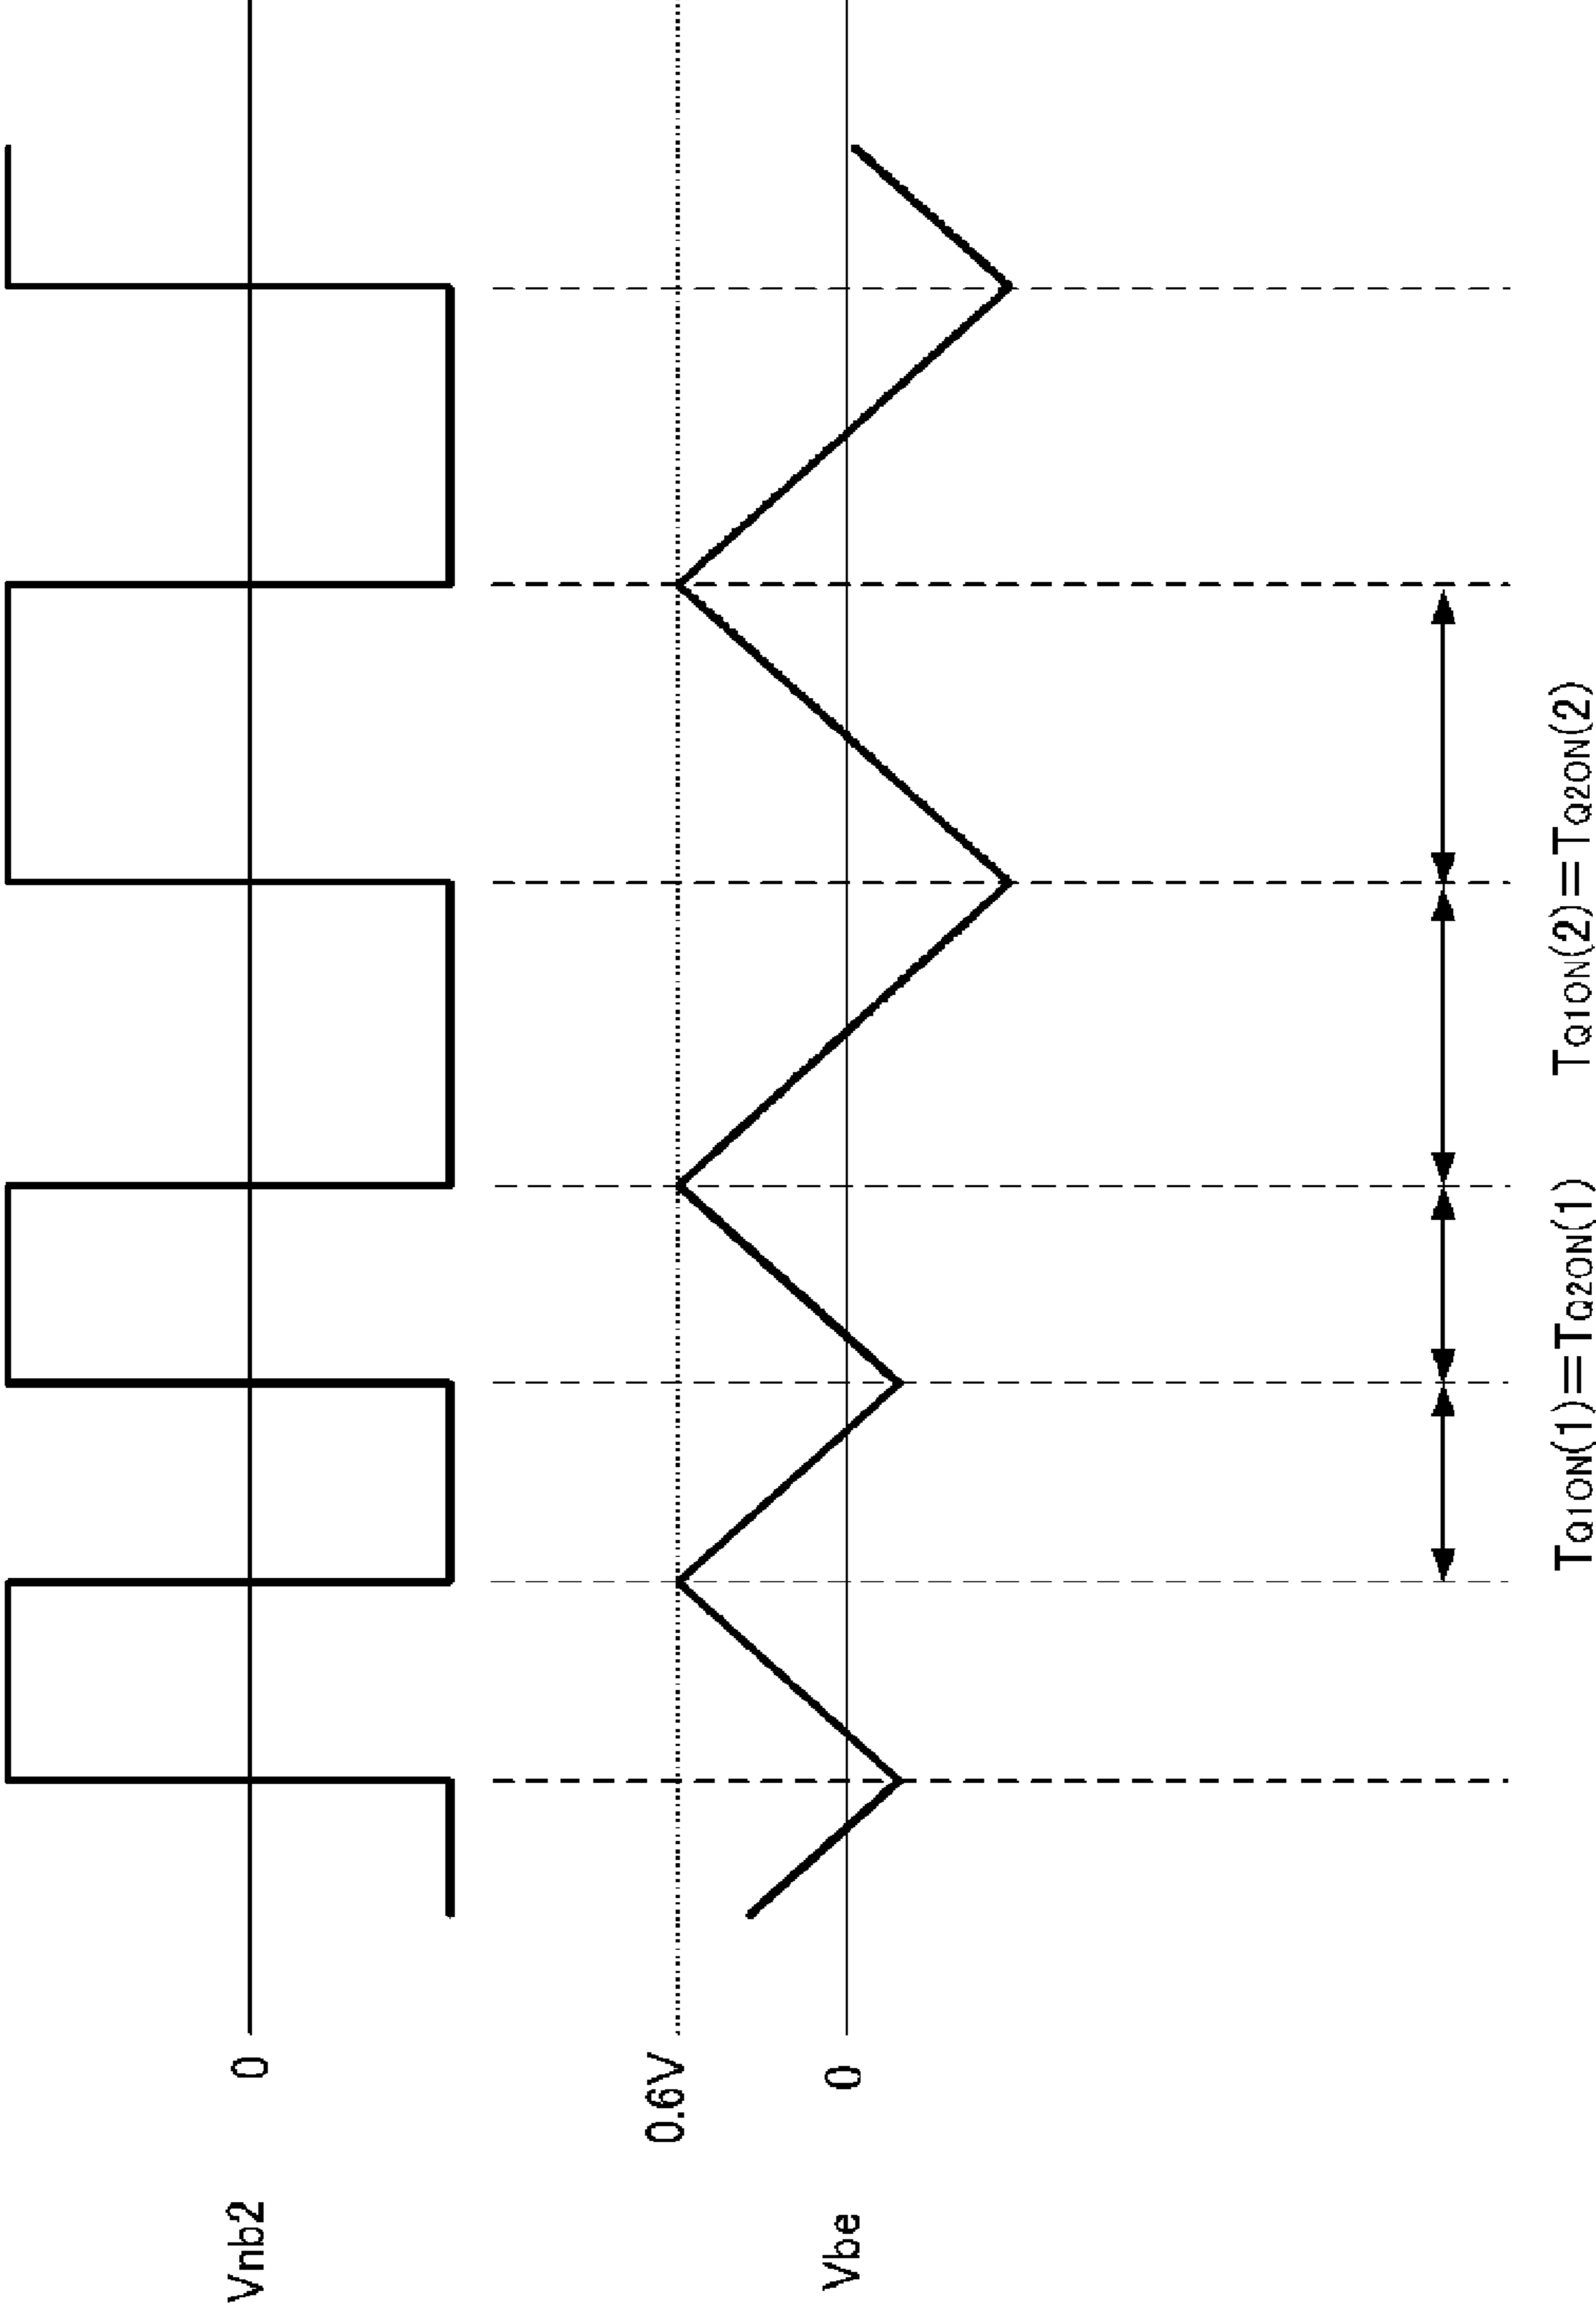 Vnb2
0
0.6V
Vbe
0
TQ1ON(1)=TQ2ON(1)
TQ1ON(2)=TQ2ON(2)